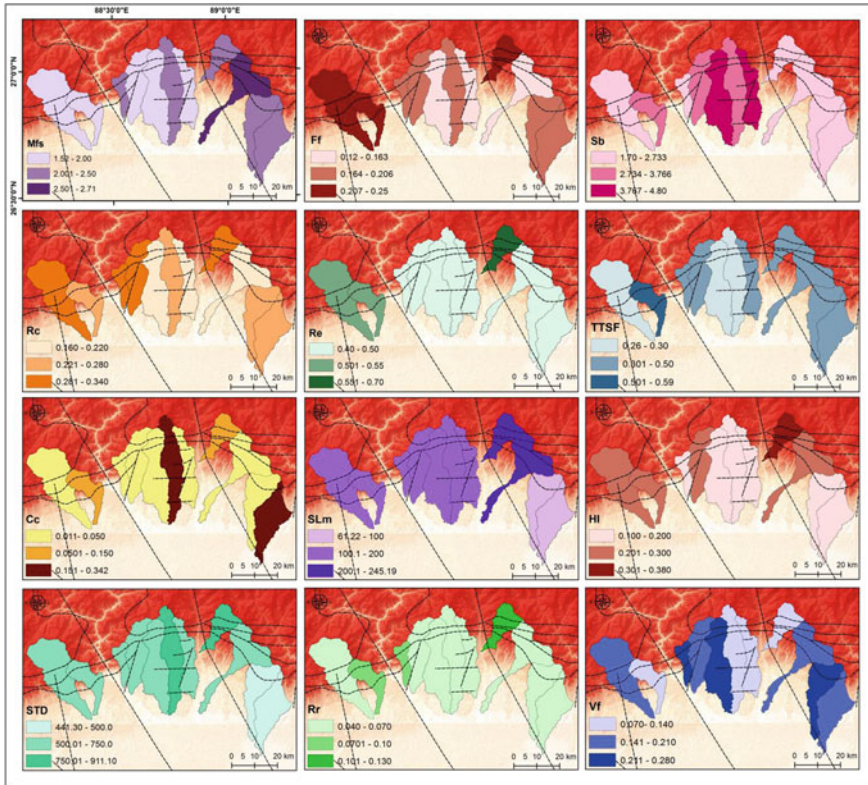 88°30'0"E 89°0'0"E
27°0'0"N
26°30'0"N
Mfs
1.52 - 2.00
2.001 - 2.50
2.501 - 2.71
0 5 10 20 km
Ff
0.12 - 0.163
0.164 - 0.206
0.207 - 0.25
0 5 10 20 km
Sb
1.70 - 2.733
2.734 - 3.766
3.767 - 4.80
0 5 10 20 km
Rc
0.160 - 0.220
0.221 - 0.280
0.281 - 0.340
0 5 10 20 km
Re
0.40 - 0.50
0.501 - 0.55
0.551 - 0.70
0 5 10 20 km
TTSF
0.26 - 0.30
0.301 - 0.50
0.501 - 0.59
0 5 10 20 km
Cc
0.011- 0.050
0.0501 - 0.150
0.151 - 0.342
0 5 10 20 km
SLm
61.22 - 100
100.1 - 200
200.1 - 245.19
0 5 10 20 km
HI
0.100 - 0.200
0.201 - 0.300
0.301 - 0.380
0 5 10 20 km
STD
441.30 - 500.0
500.01 - 750.0
750.01 - 911.10
0 5 10 20 km
Rr
0.040 - 0.070
0.0701 - 0.10
0.101 - 0.130
0 5 10 20 km
Vf
0.070 - 0.140
0.141 - 0.210
0.211 - 0.280
0 5 10 20 km